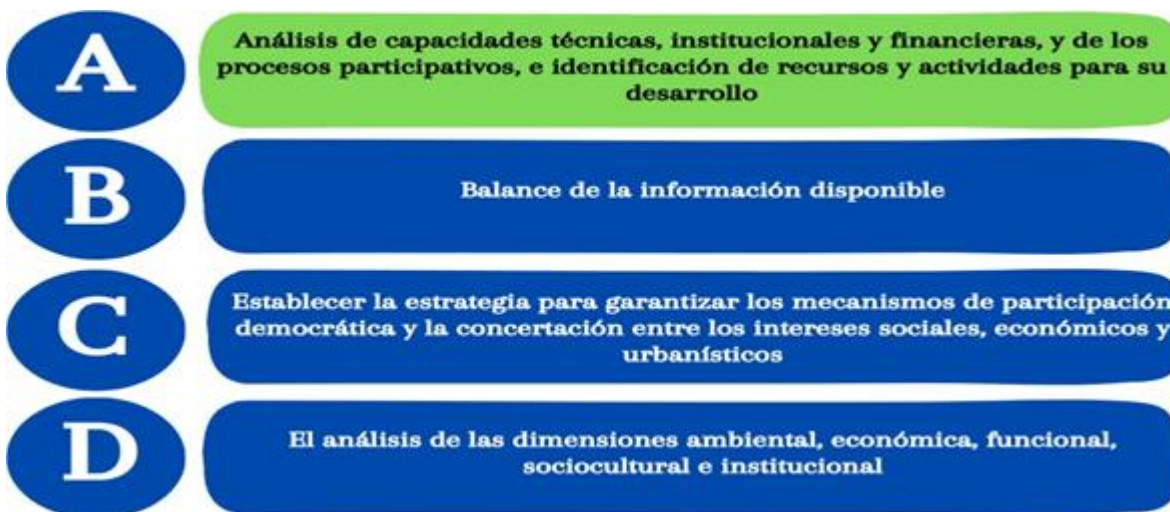 A
Análisis de capacidades técnicas, institucionales y financieras, y de los
procesos participativos, e identificación de recursos y actividades para su
desarrollo
B
Balance de la información disponible
C
Establecer la estrategia para garantizar los mecanismos de participación
democrática y la concertación entre los intereses sociales, económicos y
urbanísticos
D
El análisis de las dimensiones ambiental, económica, funcional,
sociocultural e institucional